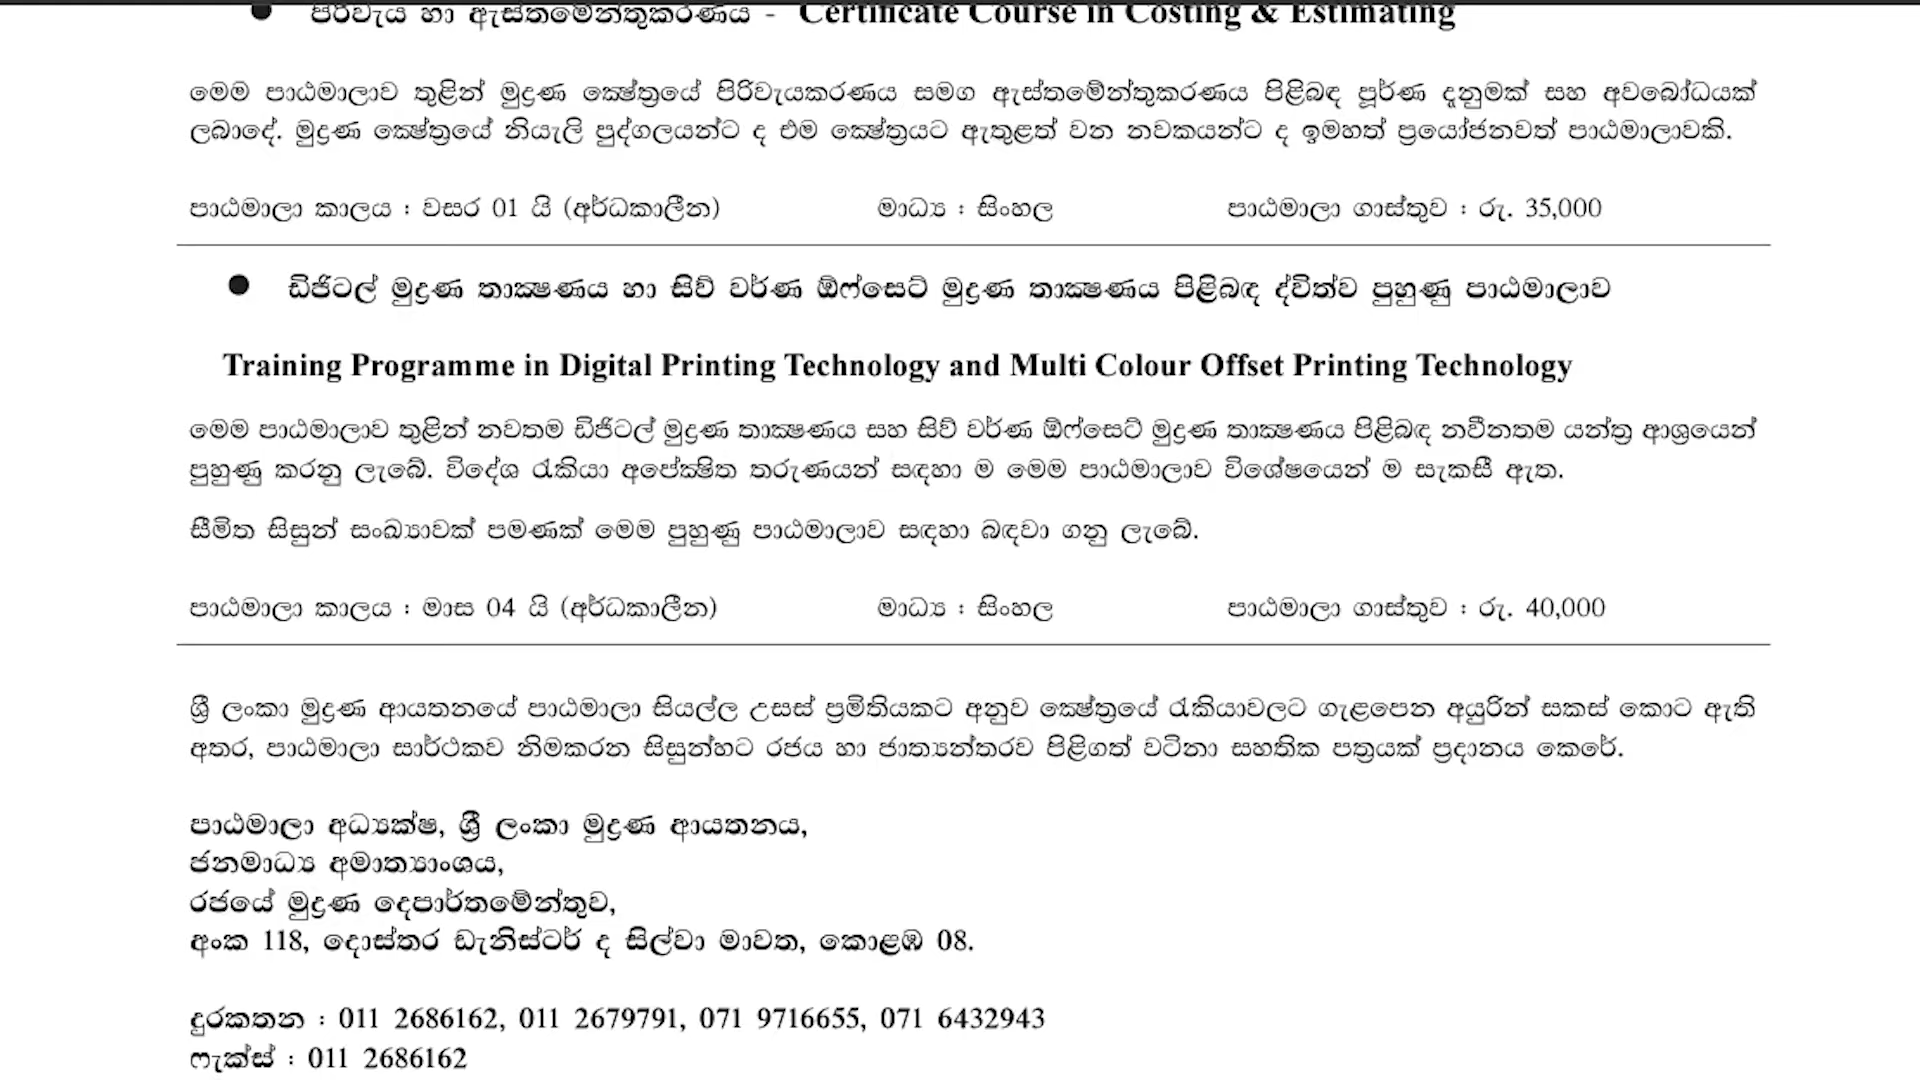 ● පිරිවැය හා ඇස්තමේන්තුකරණය - Certificate Course in Costing & Estimating
මෙම පාඨමාලාව තුළින් මුද්‍රණ ක්‍ෂේත්‍රයේ පිරිවැයකරණය සමග ඇස්තමේන්තුකරණය පිළිබඳ පූර්ණ දැනුමක් සහ අවබෝධයක්
ලබාදේ. මුද්‍රණ ක්‍ෂේත්‍රයේ නියැලි පුද්ගලයන්ට ද එම ක්‍ෂේත්‍රයට ඇතුළත් වන නවකයන්ට ද ඉමහත් ප්‍රයෝජනවත් පාඨමාලාවකි.
පාඨමාලා කාලය : වසර 01 යි (අර්ධකාලීන) මාධ්‍ය : සිංහල පාඨමාලා ගාස්තුව : රු. 35,000
● ඩිජිටල් මුද්‍රණ තාක්‍ෂණය හා සිව් වර්ණ ඕෆ්සෙට් මුද්‍රණ තාක්‍ෂණය පිළිබඳ ද්විත්ව පුහුණු පාඨමාලාව
Training Programme in Digital Printing Technology and Multi Colour Offset Printing Technology
මෙම පාඨමාලාව තුළින් නවතම ඩිජිටල් මුද්‍රණ තාක්‍ෂණය සහ සිව් වර්ණ ඕෆ්සෙට් මුද්‍රණ තාක්‍ෂණය පිළිබඳ නවීනතම යන්ත්‍ර ආශ්‍රයෙන්
පුහුණු කරනු ලැබේ. විදේශ රැකියා අපේක්‍ෂිත තරුණයන් සඳහා ම මෙම පාඨමාලාව විශේෂයෙන් ම සැකසී ඇත.
සීමිත සිසුන් සංඛ්‍යාවක් පමණක් මෙම පුහුණු පාඨමාලාව සඳහා බඳවා ගනු ලැබේ.
පාඨමාලා කාලය : මාස 04 යි (අර්ධකාලීන) මාධ්‍ය : සිංහල පාඨමාලා ගාස්තුව : රු. 40,000
ශ්‍රී ලංකා මුද්‍රණ ආයතනයේ පාඨමාලා සියල්ල උසස් ප්‍රමිතියකට අනුව ක්‍ෂේත්‍රයේ රැකියාවලට ගැළපෙන අයුරින් සකස් කොට ඇති
අතර, පාඨමාලා සාර්ථකව නිමකරන සිසුන්හට රජය හා ජාත්‍යන්තරව පිළිගත් වටිනා සහතික පත්‍රයක් ප්‍රදානය කෙරේ.
පාඨමාලා අධ්‍යක්ෂ, ශ්‍රී ලංකා මුද්‍රණ ආයතනය,
ජනමාධ්‍ය අමාත්‍යාංශය,
රජයේ මුද්‍රණ දෙපාර්තමේන්තුව,
අංක 118, දොස්තර ඩැනිස්ටර් ද සිල්වා මාවත, කොළඹ 08.
දුරකතන : 011 2686162, 011 2679791, 071 9716655, 071 6432943
ෆැක්ස් : 011 2686162